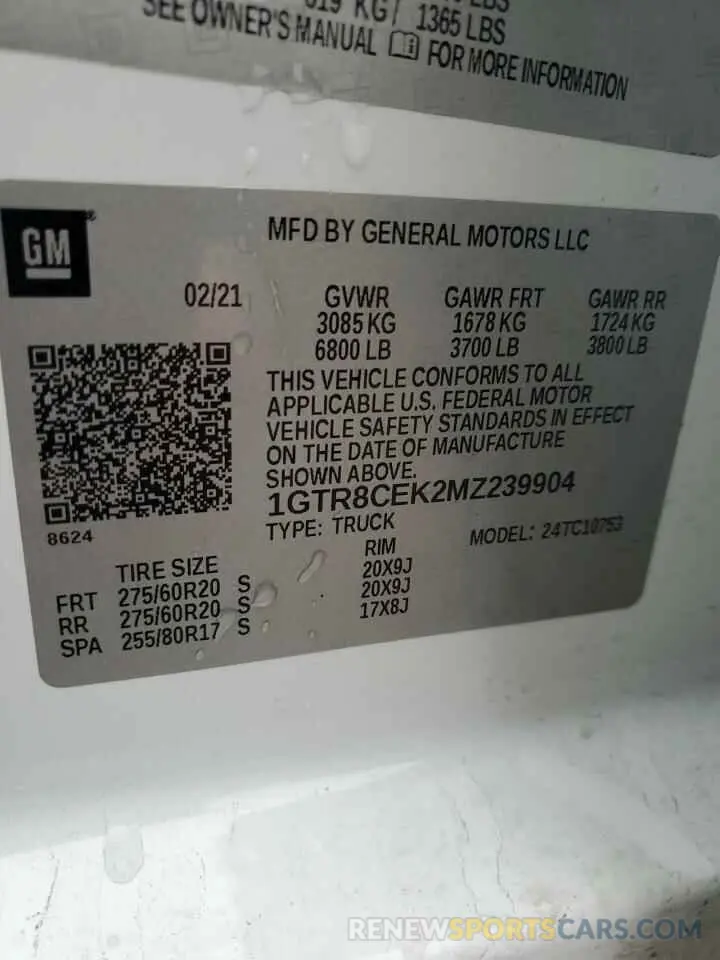 KG / 1365 LBS
SEE OWNER'S MANUAL FOR MORE INFORMATION
GM ®
MFD BY GENERAL MOTORS LLC
02/21 GVWR GAWR FRT GAWR RR
3085 KG 1678 KG 1724 KG
6800 LB 3700 LB 3800 LB
THIS VEHICLE CONFORMS TO ALL
APPLICABLE U.S. FEDERAL MOTOR
VEHICLE SAFETY STANDARDS IN EFFECT
ON THE DATE OF MANUFACTURE
SHOWN ABOVE.
1GTR8CEK2MZ239904
8624
TYPE: TRUCK MODEL: 24TC10753
TIRE SIZE RIM
FRT 275/60R20 S 20X9J
RR 275/60R20 S 20X9J
SPA 255/80R17 S 17X8J
RENEWSPORTSCARS.COM